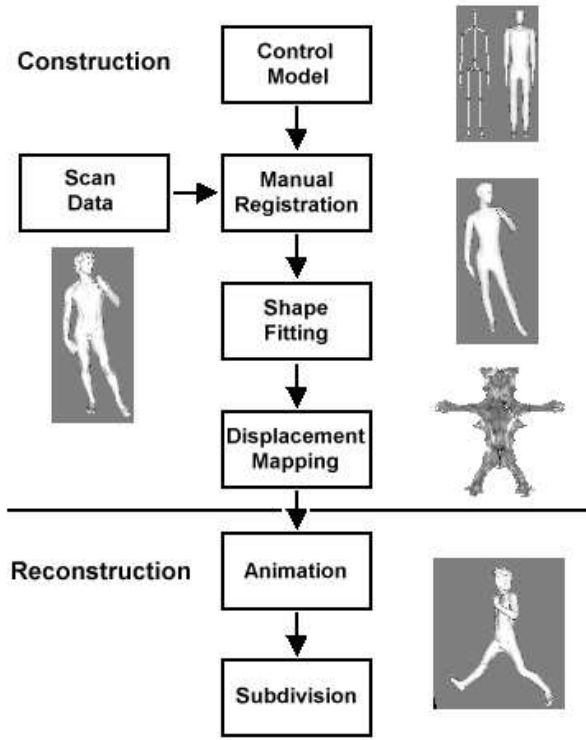 Construction
Control
Model
Scan
Data
Manual
Registration
Shape
Fitting
Displacement
Mapping
Reconstruction
Animation
Subdivision